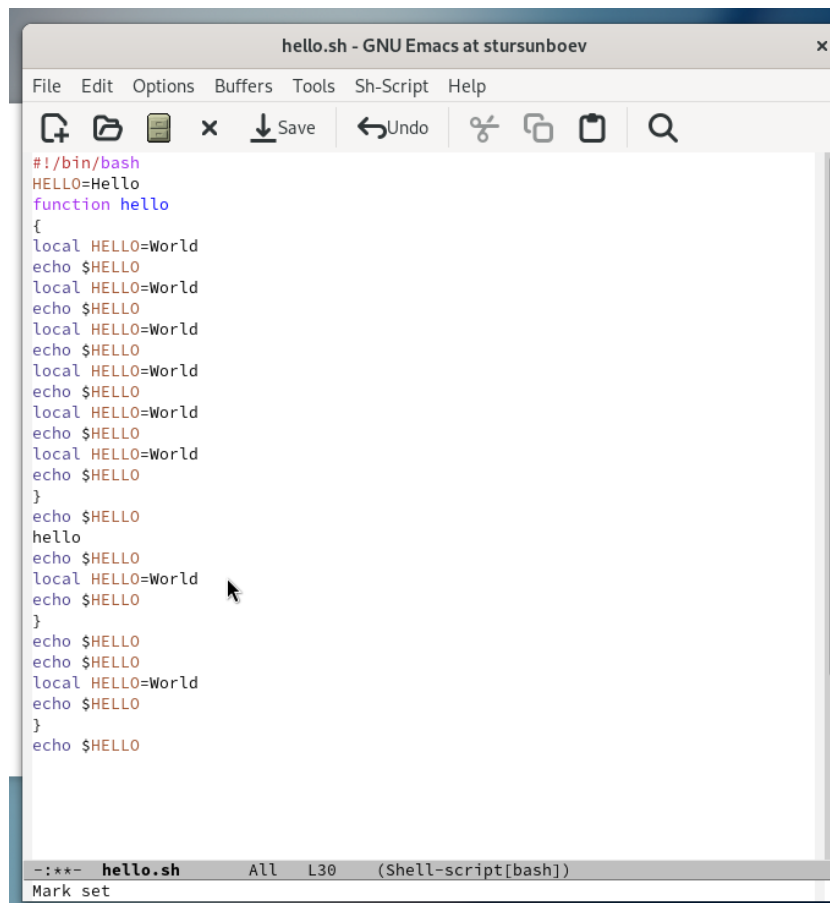 hello.sh - GNU Emacs at stursunboev ×
File Edit Options Buffers Tools Sh-Script Help
Save Undo
#!/bin/bash
HELLO=Hello
function hello
{
local HELLO=World
echo $HELLO
local HELLO=World
echo $HELLO
local HELLO=World
echo $HELLO
local HELLO=World
echo $HELLO
local HELLO=World
echo $HELLO
local HELLO=World
echo $HELLO
}
echo $HELLO
hello
echo $HELLO
local HELLO=World
echo $HELLO
}
echo $HELLO
echo $HELLO
local HELLO=World
echo $HELLO
}
echo $HELLO
-:**- hello.sh All L30 (Shell-script[bash])
Mark set